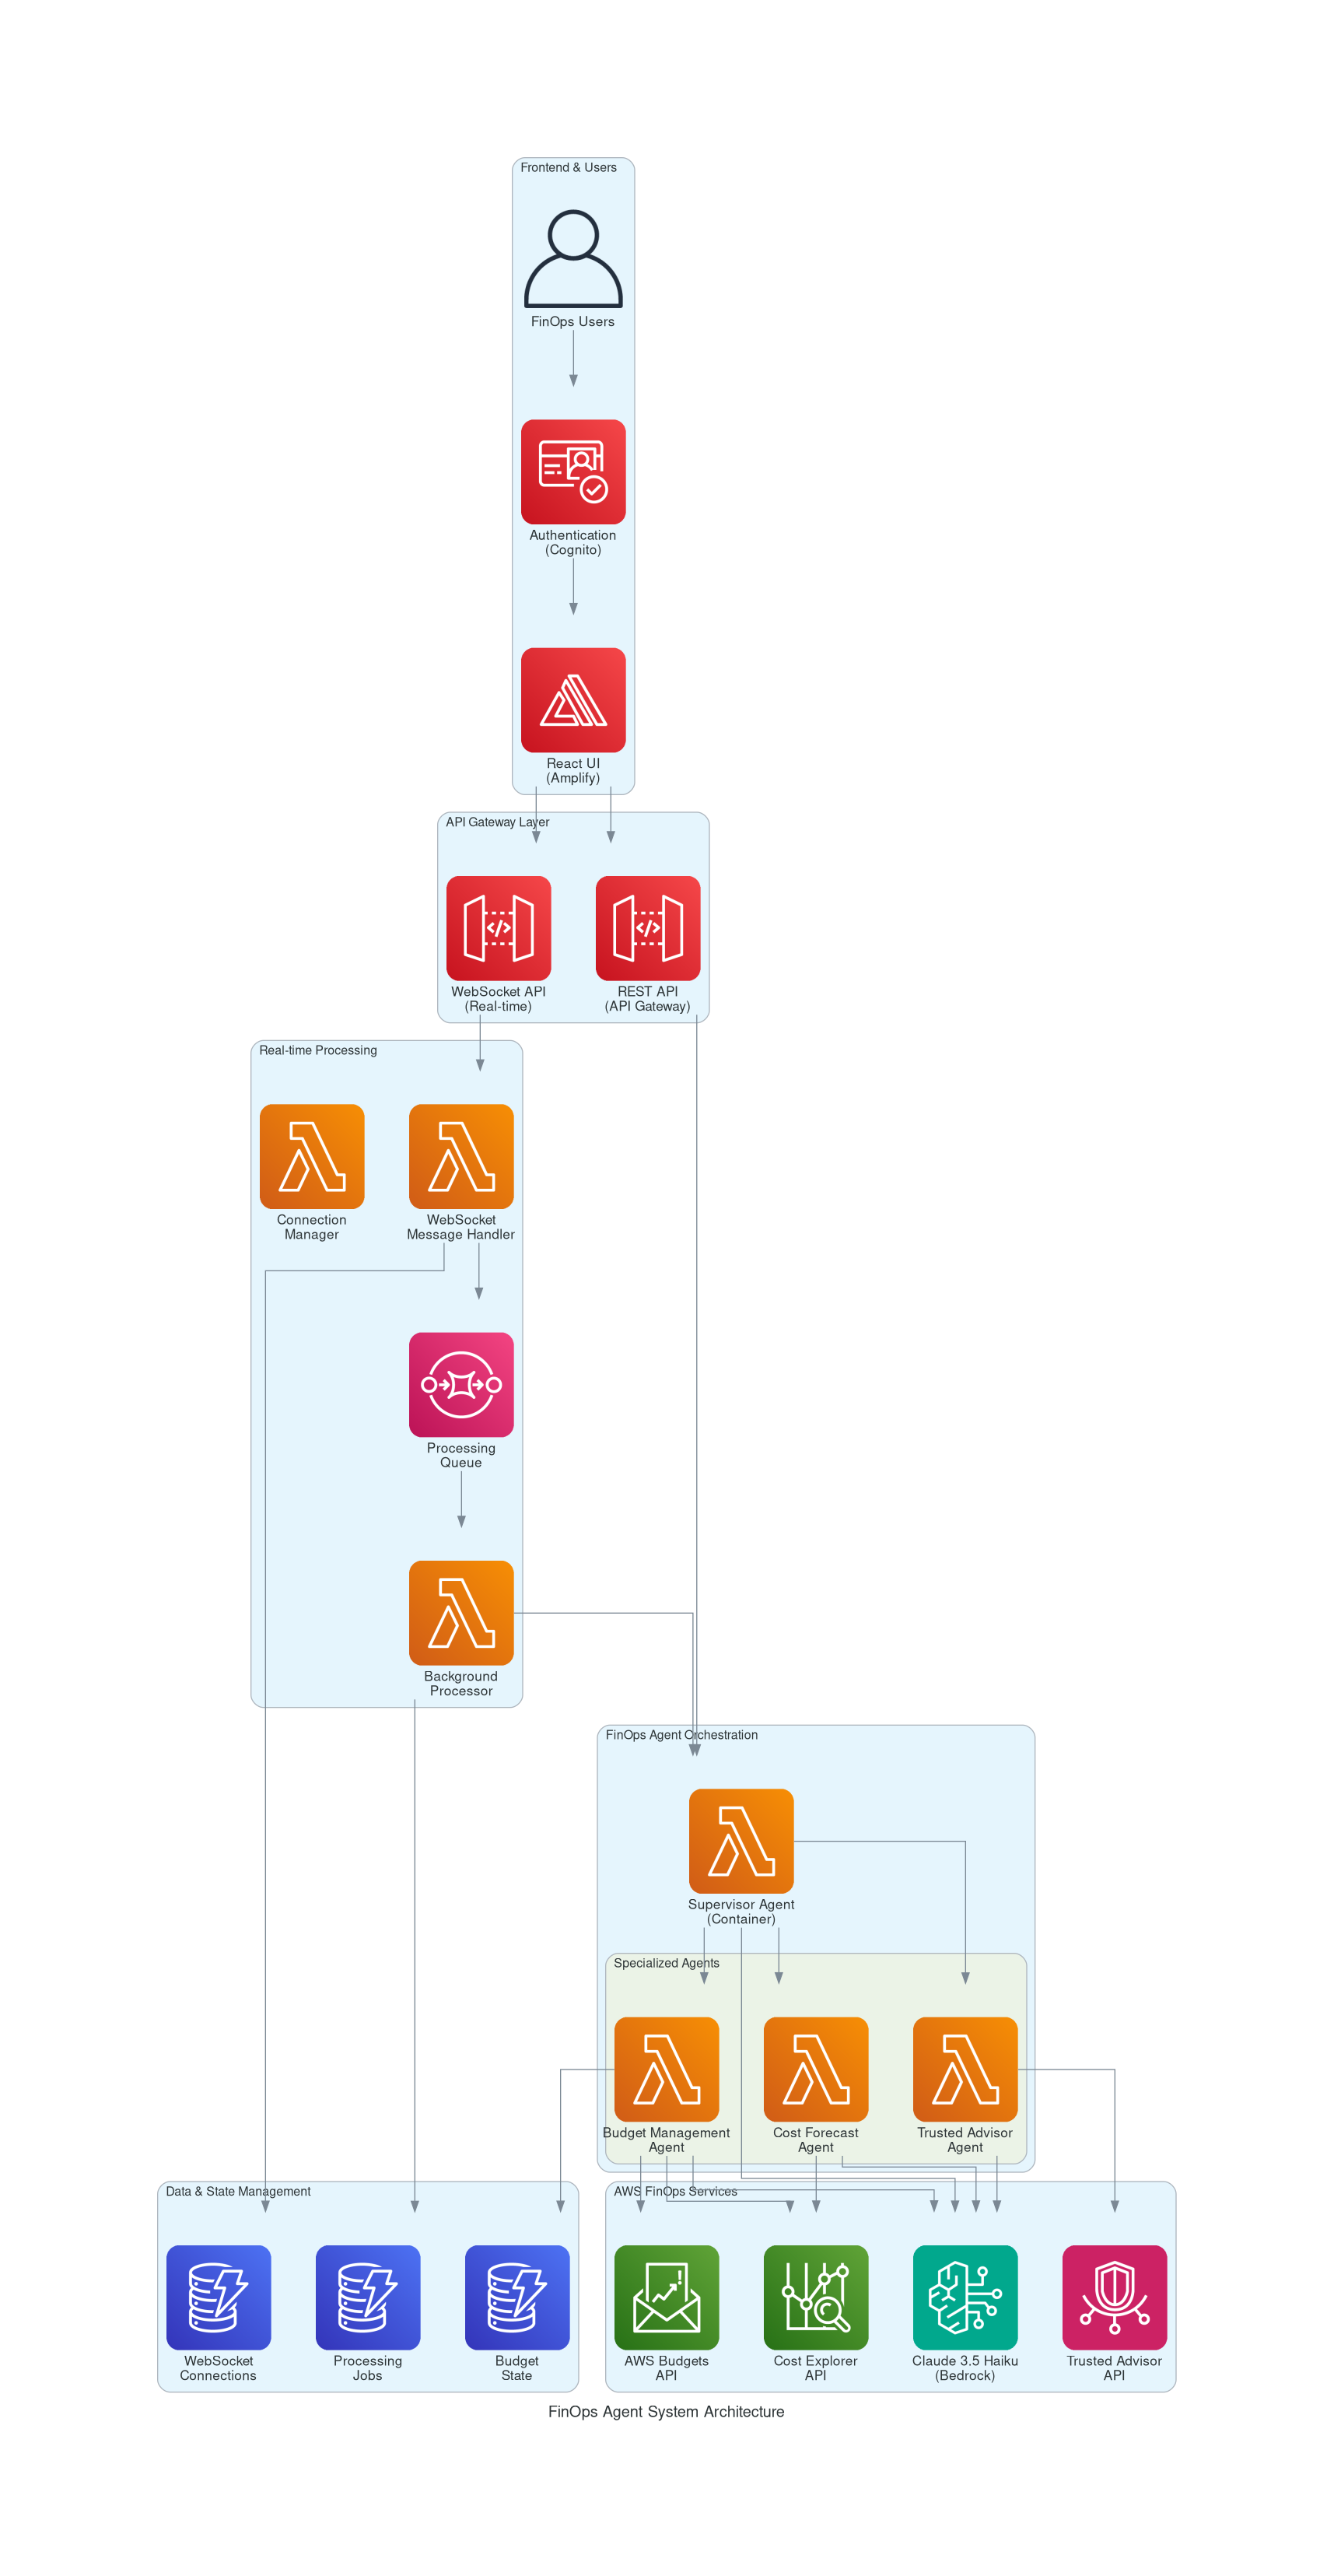 Frontend & Users
FinOps Users
Authentication
(Cognito)
React UI
(Amplify)
API Gateway Layer
WebSocket API
(Real-time)
REST API
(API Gateway)
Real-time Processing
Connection
Manager
WebSocket
Message Handler
Processing
Queue
Background
Processor
FinOps Agent Orchestration
Supervisor Agent
(Container)
Specialized Agents
Budget Management
Agent
Cost Forecast
Agent
Trusted Advisor
Agent
Data & State Management
WebSocket
Connections
Processing
Jobs
Budget
State
AWS FinOps Services
AWS Budgets
API
Cost Explorer
API
Claude 3.5 Haiku
(Bedrock)
Trusted Advisor
API
FinOps Agent System Architecture